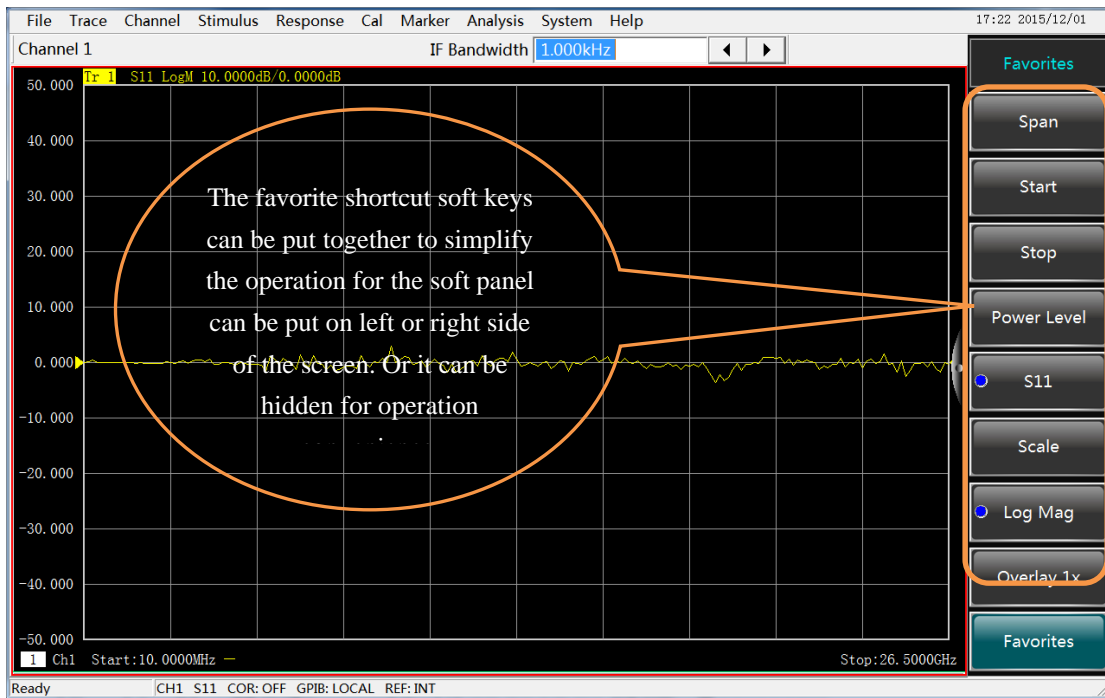 File Trace Channel Stimulus Response Cal Marker Analysis System Help
17:22 2015/12/01
Channel 1
IF Bandwidth 1.000kHz
Favorites
Tr 1 S11 LogM 10.0000dB/0.0000dB
50.000
40.000
30.000
20.000
10.000
0.000
-10.000
-20.000
-30.000
-40.000
-50.000
The favorite shortcut soft keys
can be put together to simplify
the operation for the soft panel
can be put on left or right side
of the screen. Or it can be
hidden for operation
Span
Start
Stop
Power Level
S11
Scale
Log Mag
Overlay 1x
Favorites
1 Ch1 Start:10.0000MHz —
Stop:26.5000GHz
Ready
CH1 S11 COR:OFF GPIB:LOCAL REF:INT